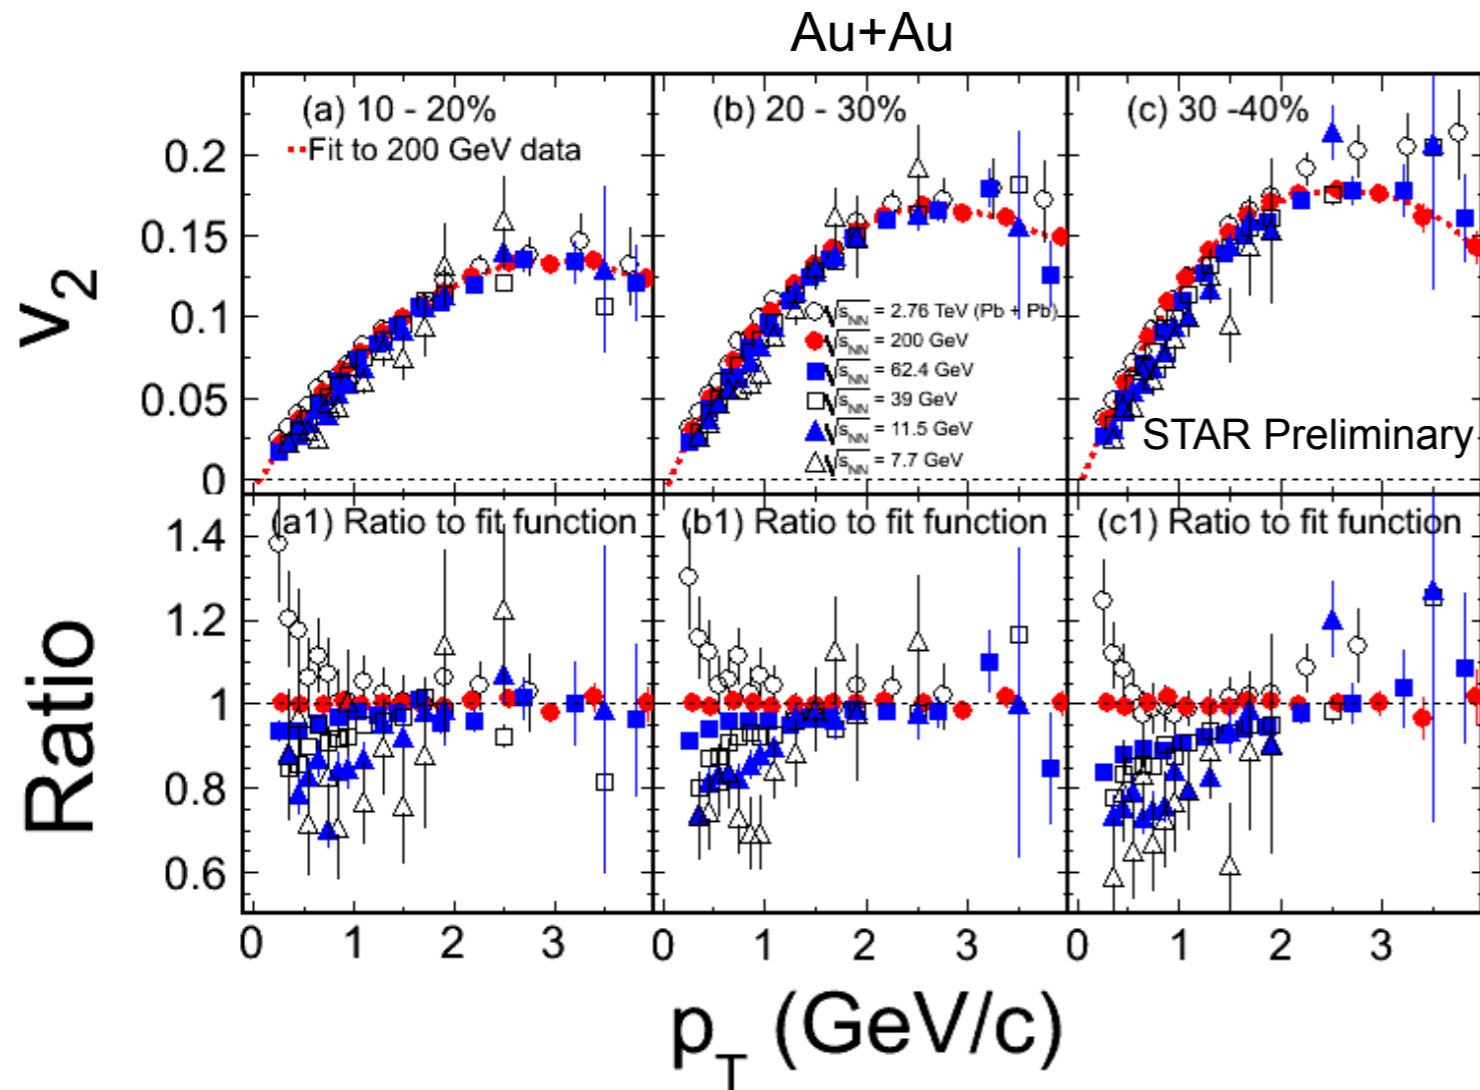 Au+Au
(a) 10 - 20%
Fit to 200 GeV data
(b) 20 - 30%
(c) 30 -40%
v2
0.2
0.15
0.1
0.05
0
√sNN = 2.76 TeV (Pb + Pb)
√sNN = 200 GeV
√sNN = 62.4 GeV
√sNN = 39 GeV
√sNN = 11.5 GeV
√sNN = 7.7 GeV
STAR Preliminary
(a1) Ratio to fit function
(b1) Ratio to fit function
(c1) Ratio to fit function
Ratio
1.4
1.2
1
0.8
0.6
0 1 2 3 0 1 2 3 0 1 2 3
pT (GeV/c)